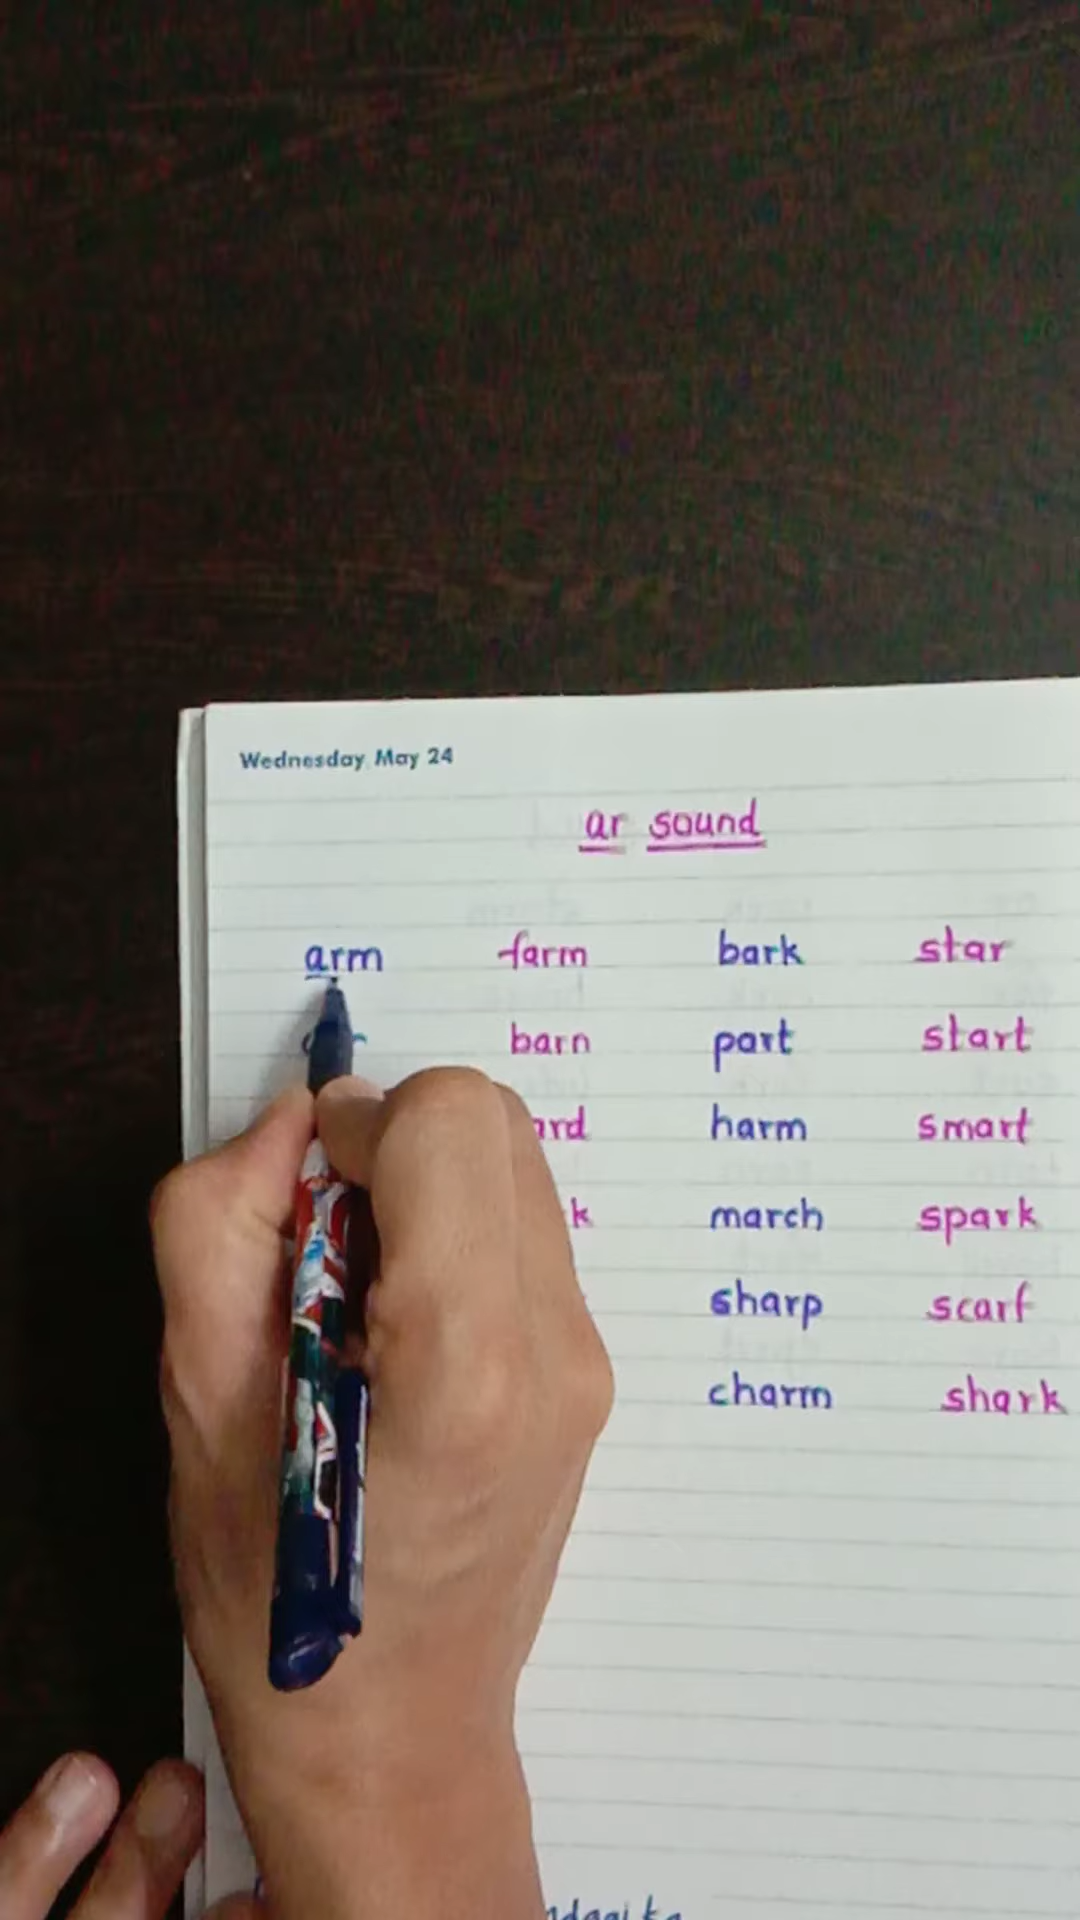 Wednesday, May 24
ar sound
arm farm bark star
barn part start
harm smart
march spark
sharp scarf
charm shark